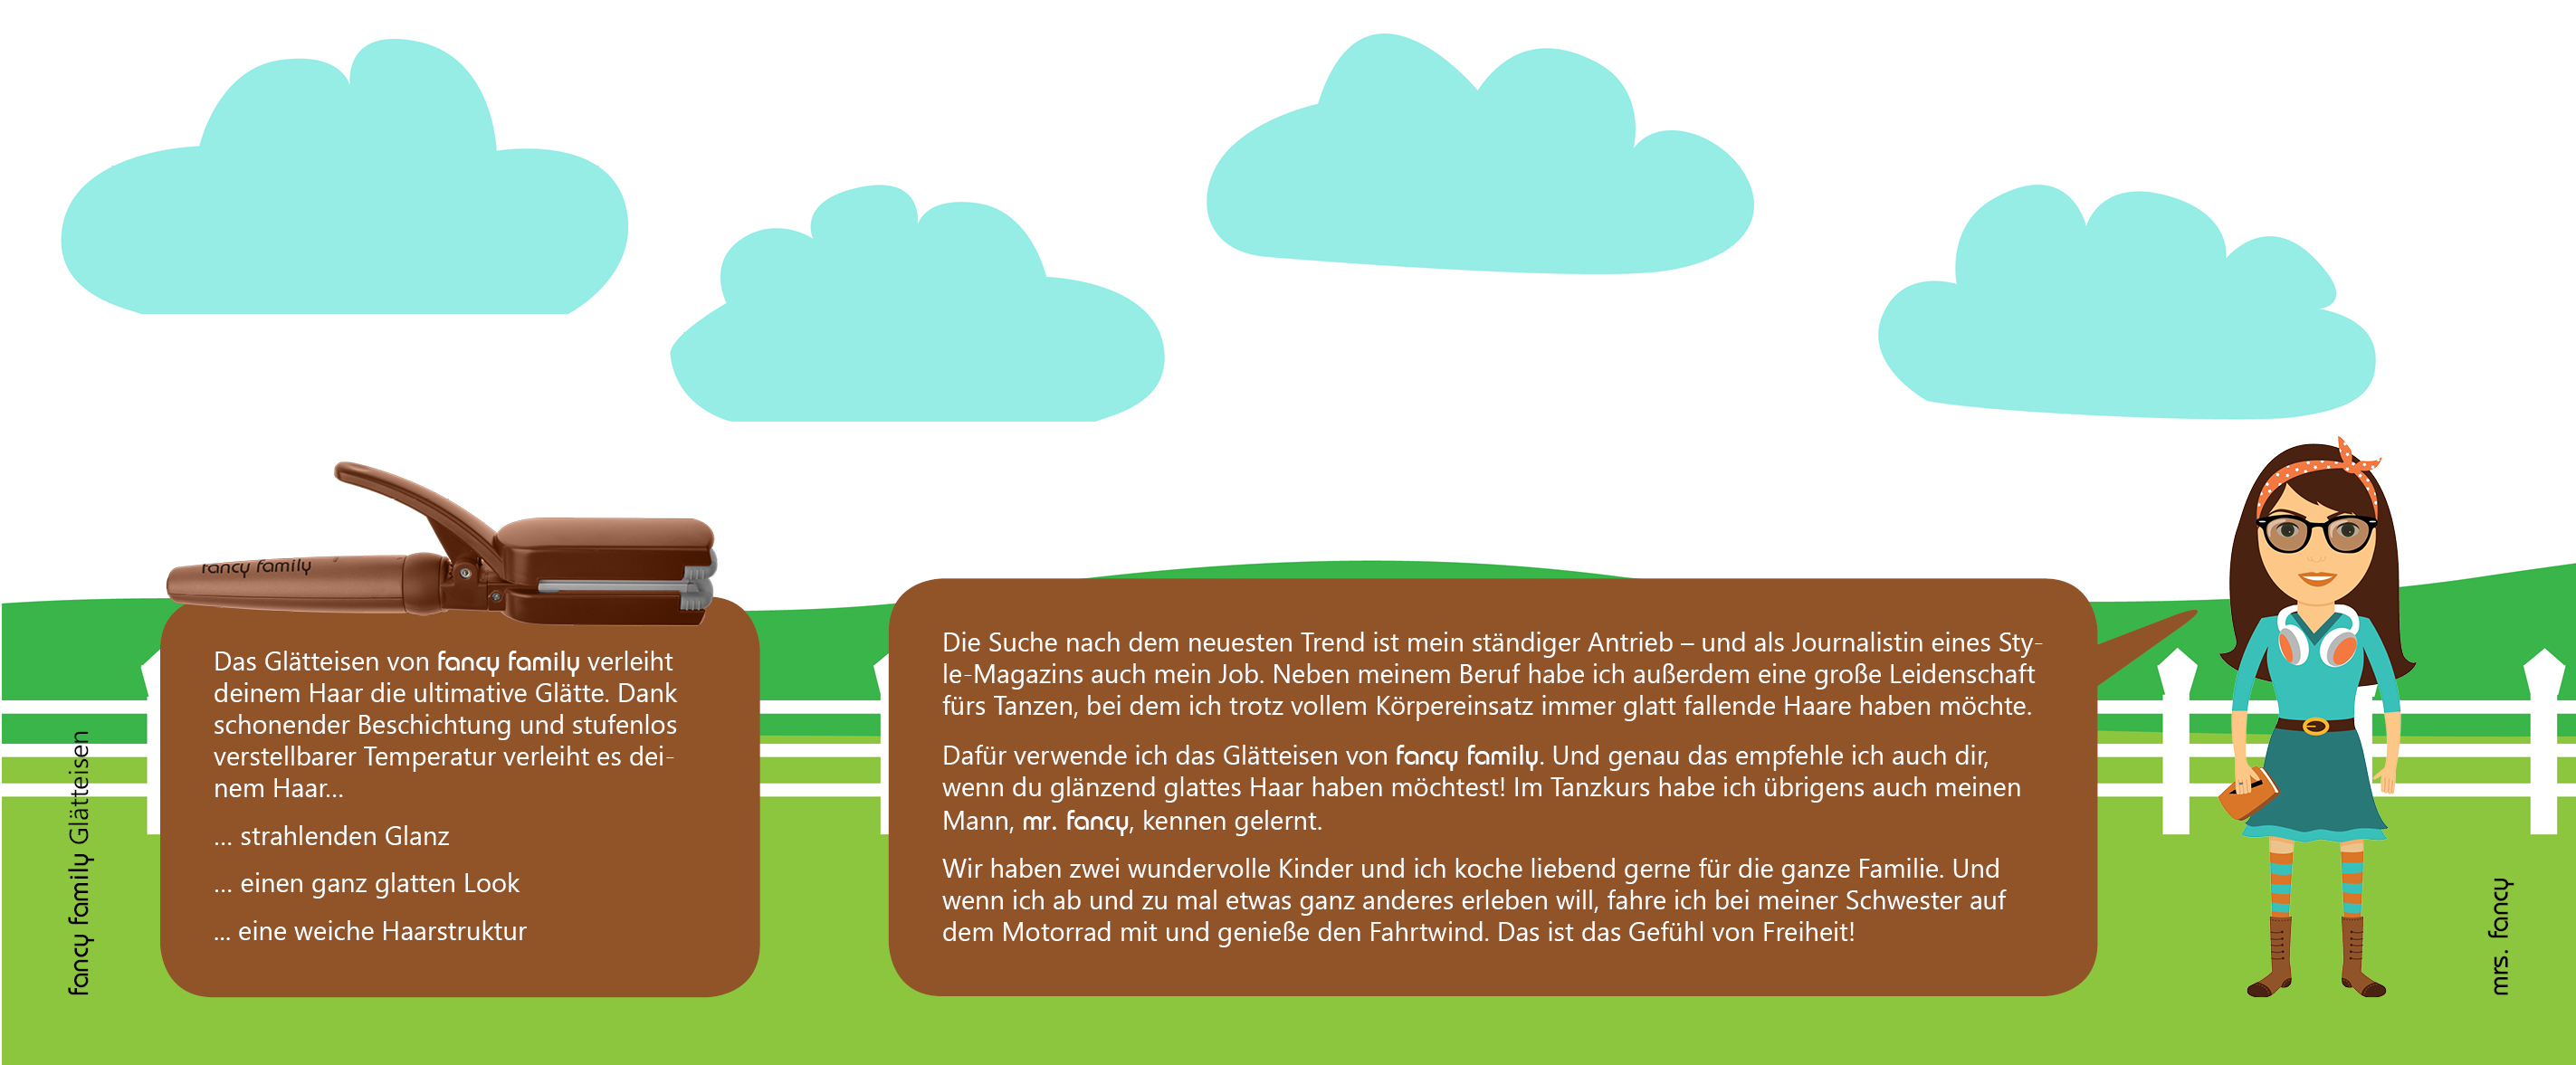 fancy family
Das Glätteisen von fancy family verleiht
deinem Haar die ultimative Glätte. Dank
schonender Beschichtung und stufenlos
verstellbarer Temperatur verleiht es dei-
nem Haar...
... strahlenden Glanz
... einen ganz glatten Look
... eine weiche Haarstruktur
fancy family Glätteisen
Die Suche nach dem neuesten Trend ist mein ständiger Antrieb – und als Journalistin eines Sty-
le-Magazins auch mein Job. Neben meinem Beruf habe ich außerdem eine große Leidenschaft
fürs Tanzen, bei dem ich trotz vollem Körpereinsatz immer glatt fallende Haare haben möchte.
Dafür verwende ich das Glätteisen von fancy family. Und genau das empfehle ich auch dir,
wenn du glänzend glattes Haar haben möchtest! Im Tanzkurs habe ich übrigens auch meinen
Mann, mr. fancy, kennen gelernt.
Wir haben zwei wundervolle Kinder und ich koche liebend gerne für die ganze Familie. Und
wenn ich ab und zu mal etwas ganz anderes erleben will, fahre ich bei meiner Schwester auf
dem Motorrad mit und genieße den Fahrtwind. Das ist das Gefühl von Freiheit!
mrs. fancy